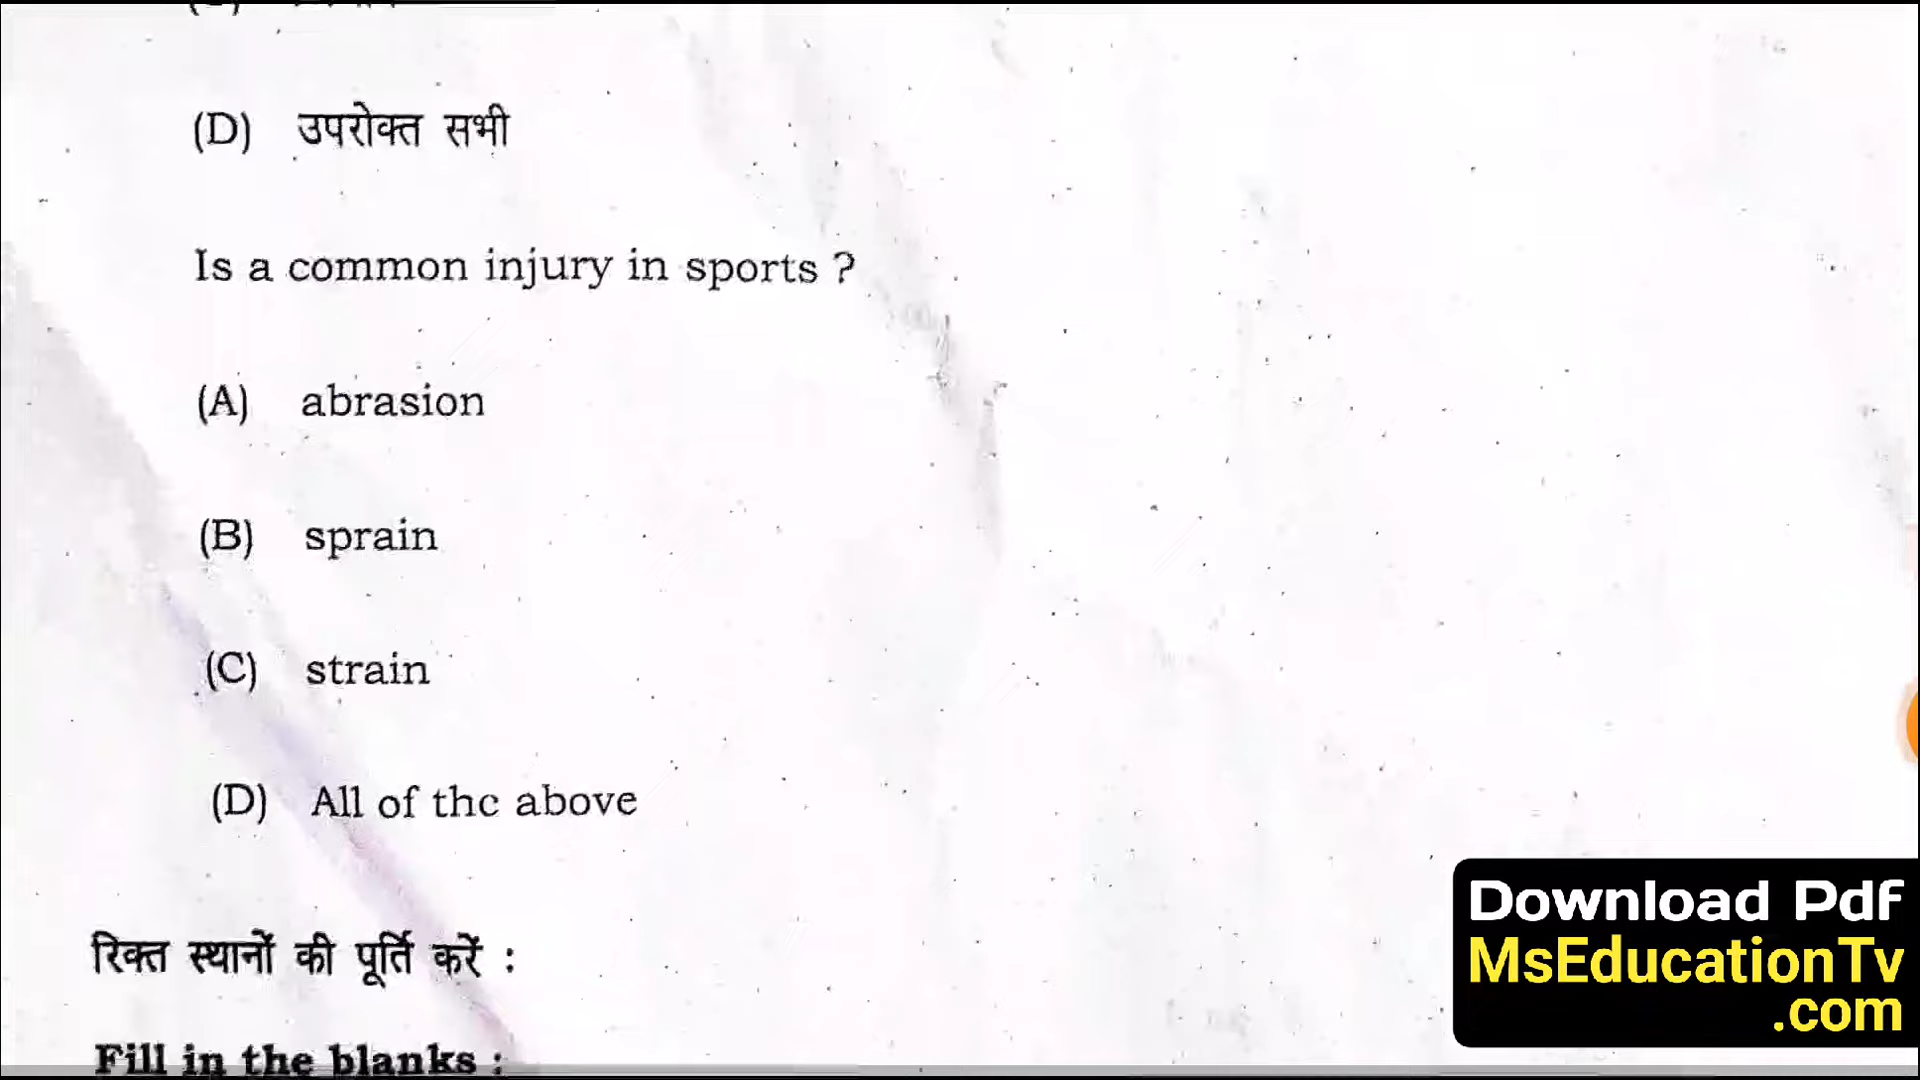 (D) उपरोक्त सभी
Is a common injury in sports ?
(A) abrasion
(B) sprain
(C) strain
(D) All of the above
रिक्त स्थानों की पूर्ति करें :
Fill in the blanks :
Download Pdf
MsEducationTv
.com